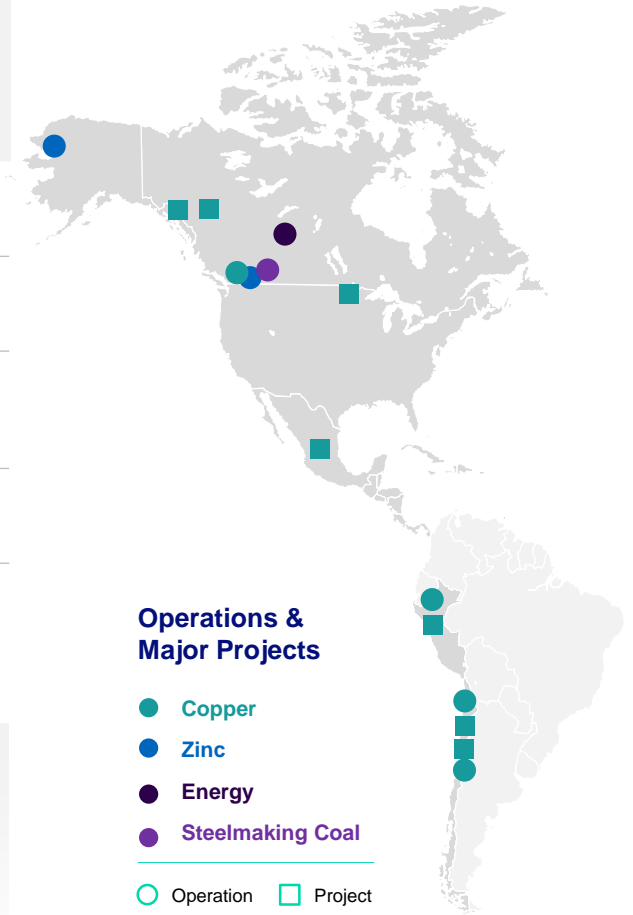 Operations &
Major Projects
Copper
Zinc
Energy
Steelmaking Coal
Operation Project